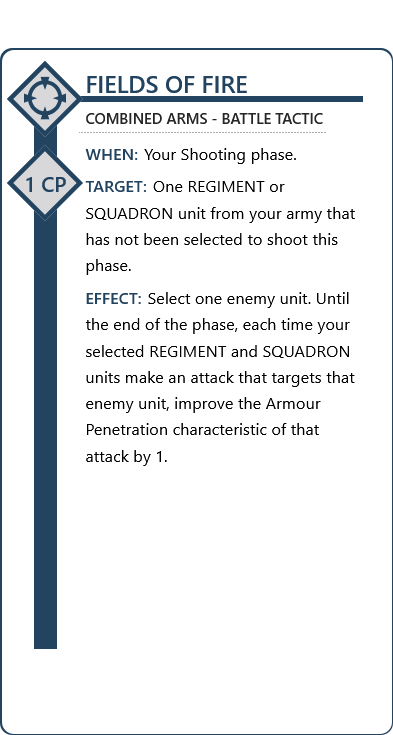 FIELDS OF FIRE
COMBINED ARMS - BATTLE TACTIC
1 CP
WHEN: Your Shooting phase.
TARGET: One REGIMENT or
SQUADRON unit from your army that
has not been selected to shoot this
phase.
EFFECT: Select one enemy unit. Until
the end of the phase, each time your
selected REGIMENT and SQUADRON
units make an attack that targets that
enemy unit, improve the Armour
Penetration characteristic of that
attack by 1.